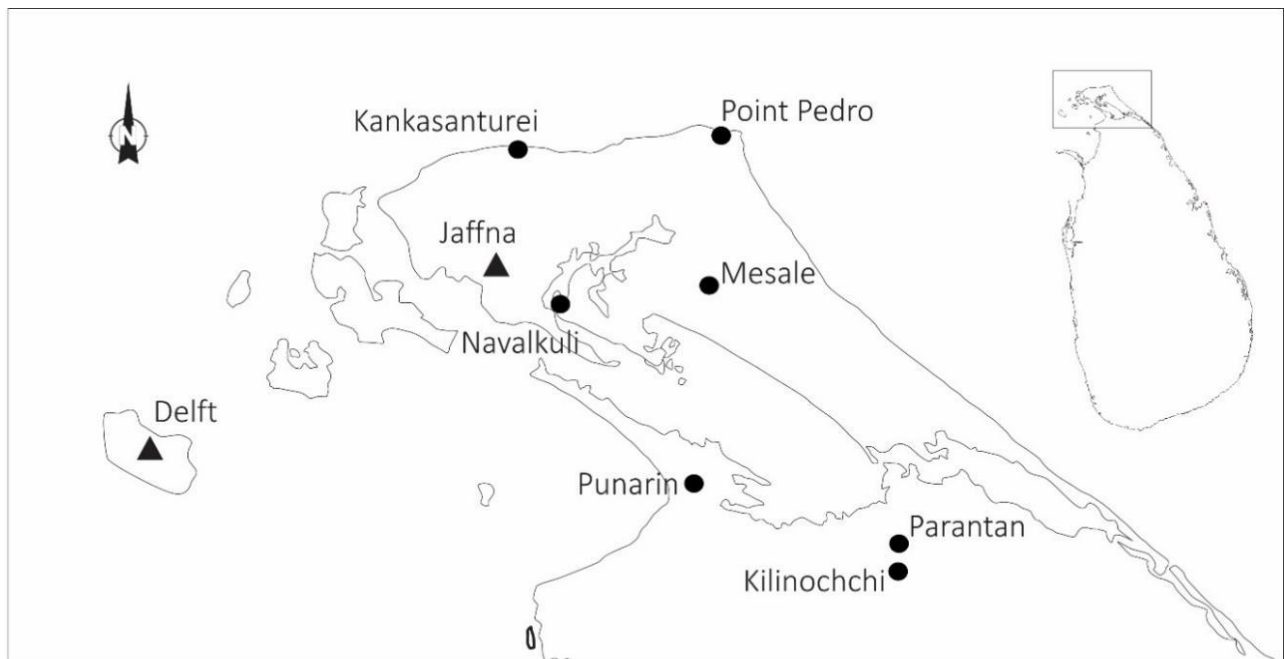 Point Pedro
Kankasanturei
N
Jaffna
Mesale
Navalkuli
Delft
Punarin
Parantan
Kilinochchi